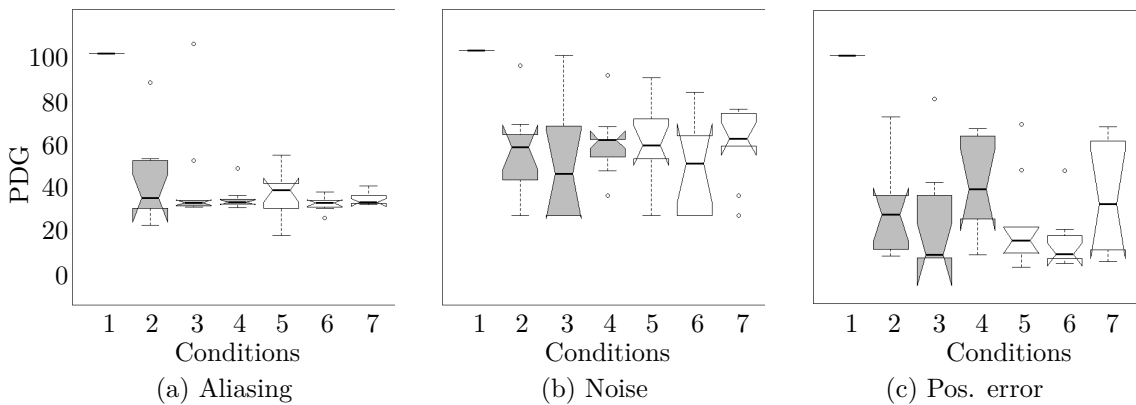 PDG
100
80
60
40
20
0
1 2 3 4 5 6 7
Conditions
(a) Aliasing
1 2 3 4 5 6 7
Conditions
(b) Noise
1 2 3 4 5 6 7
Conditions
(c) Pos. error